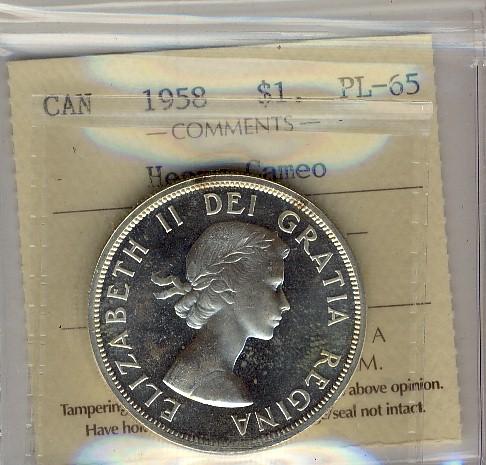 CAN 1958 $1. PL-65
— COMMENTS —
Heavy Cameo
ELIZABETH II DEI GRATIA REGINA
A
M.
above opinion.
Tampering /seal not intact.
Have